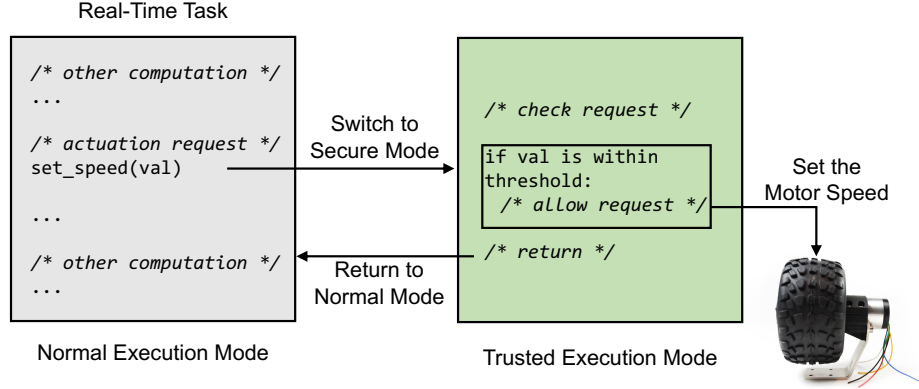 Real-Time Task
/* other computation */
...
/* actuation request */
set_speed(val)
...
/* other computation */
...
Normal Execution Mode
Switch to
Secure Mode
Return to
Normal Mode
/* check request */
if val is within
threshold:
/* allow request */
/* return */
Trusted Execution Mode
Set the
Motor Speed